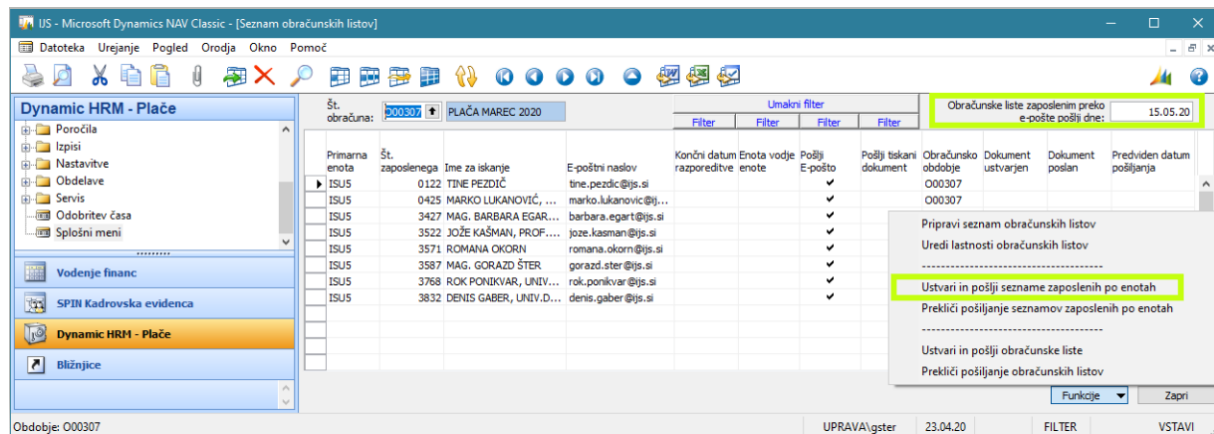 IJS - Microsoft Dynamics NAV Classic - [Seznam obračunskih listov]
Datoteka Urejanje Pogled Orodja Okno Pomoč
Dynamic HRM - Plače
Poročila
Izpisi
Nastavitve
Obdelave
Servis
Odobritev časa
Splošni meni
Vodenje financ
SPIN Kadrovska evidenca
Dynamic HRM - Plače
Bližnjice
Št. obračuna: O00307 PLAČA MAREC 2020
Umakni filter
Filter Filter Filter Filter
Obračunske liste zaposlenim preko
e-pošte pošlji dne: 15.05.20
Primarna enota Št. zaposlenega Ime za iskanje E-poštni naslov Končni datum razporeditve Enota vodje enote Pošlji E-pošto Pošlji tiskani dokument Obračunsko obdobje Dokument ustvarjen Dokument poslan Predviden datum pošiljanja
ISU5 0122 TINE PEZDIČ tine.pezdic@ijs.si ✔ O00307
ISU5 0425 MARKO LUKANOVIĆ, ... marko.lukanovic@ij... ✔ O00307
ISU5 3427 MAG. BARBARA EGAR... barbara.egart@ijs.si ✔
ISU5 3522 JOŽE KAŠMAN, PROF.... joze.kasman@ijs.si ✔
ISU5 3571 ROMANA OKORN romana.okorn@ijs.si ✔
ISU5 3587 MAG. GORAZD ŠTER gorazd.ster@ijs.si ✔
ISU5 3768 ROK PONIKVAR, UNIV... rok.ponikvar@ijs.si ✔
ISU5 3832 DENIS GABER, UNIV.D... denis.gaber@ijs.si ✔
Pripravi seznam obračunskih listov
Uredi lastnosti obračunskih listov
-------------------------------------
Ustvari in pošlji sezname zaposlenih po enotah
Prekliči pošiljanje seznamov zaposlenih po enotah
-------------------------------------
Ustvari in pošlji obračunske liste
Prekliči pošiljanje obračunskih listov
Funkcije Zapri
Obdobje: O00307 UPRAVA\gster 23.04.20 FILTER VSTAVI